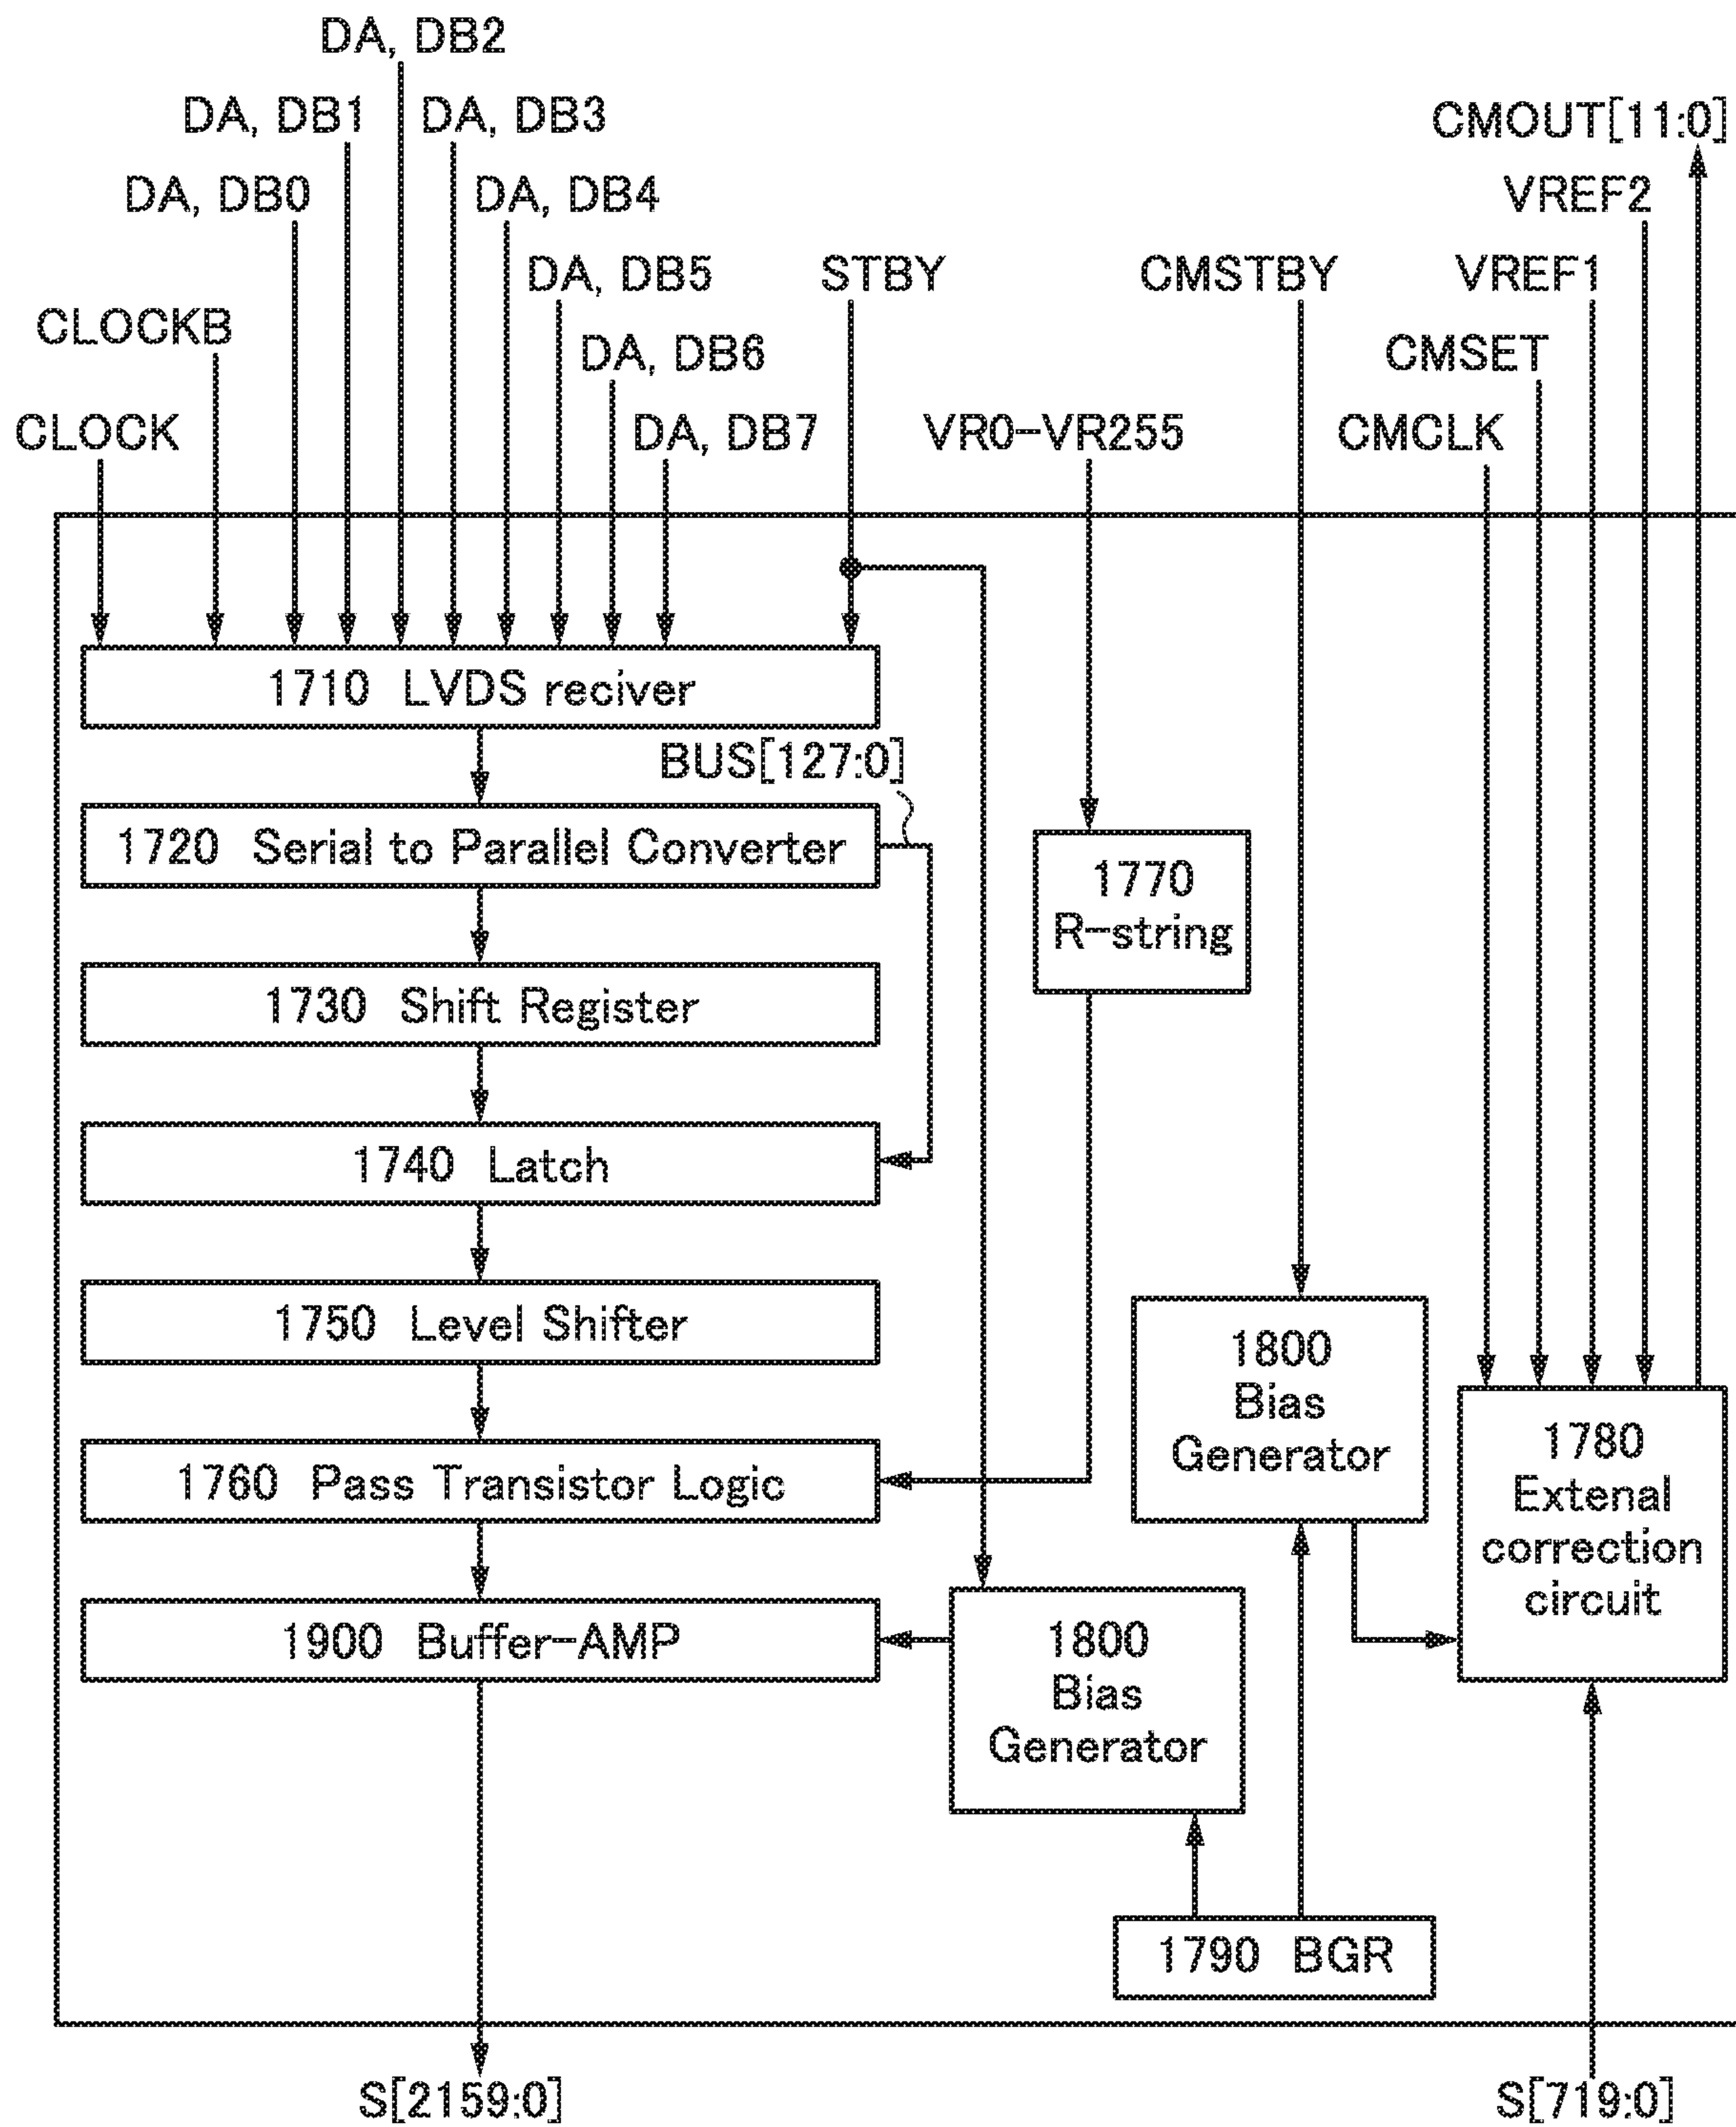 DA, DB2
DA, DB1
DA, DB3
CMOUT[11:0]
DA, DB0
DA, DB4
VREF2
DA, DB5
STBY
CMSTBY
VREF1
CLOCKB
DA, DB6
CMSET
CLOCK
DA, DB7
VR0-VR255
CMCLK
1710 LVDS reciver
BUS[127:0]
1720 Serial to Parallel Converter
1770
R-string
1730 Shift Register
1740 Latch
1750 Level Shifter
1800
Bias
Generator
1780
Extenal
correction
circuit
1760 Pass Transistor Logic
1900 Buffer-AMP
1800
Bias
Generator
1790 BGR
S[2159:0]
S[719:0]